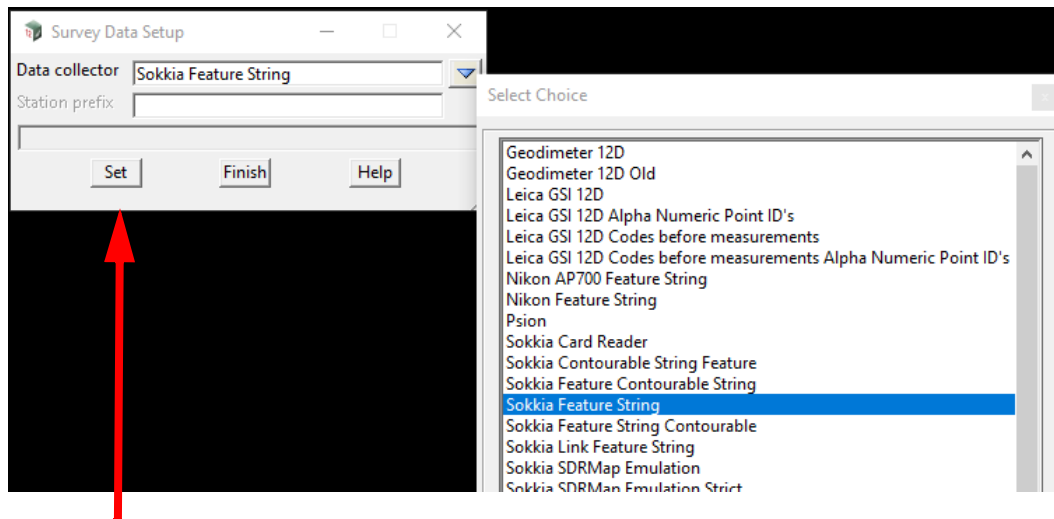 Survey Data Setup
Data collector Sokkia Feature String
Station prefix
Set Finish Help
Select Choice
Geodimeter 12D
Geodimeter 12D Old
Leica GSI 12D
Leica GSI 12D Alpha Numeric Point ID's
Leica GSI 12D Codes before measurements
Leica GSI 12D Codes before measurements Alpha Numeric Point ID's
Nikon AP700 Feature String
Nikon Feature String
Psion
Sokkia Card Reader
Sokkia Contourable String Feature
Sokkia Feature Contourable String
Sokkia Feature String
Sokkia Feature String Contourable
Sokkia Link Feature String
Sokkia SDRMap Emulation
Sokkia SDRMap Emulation Strict